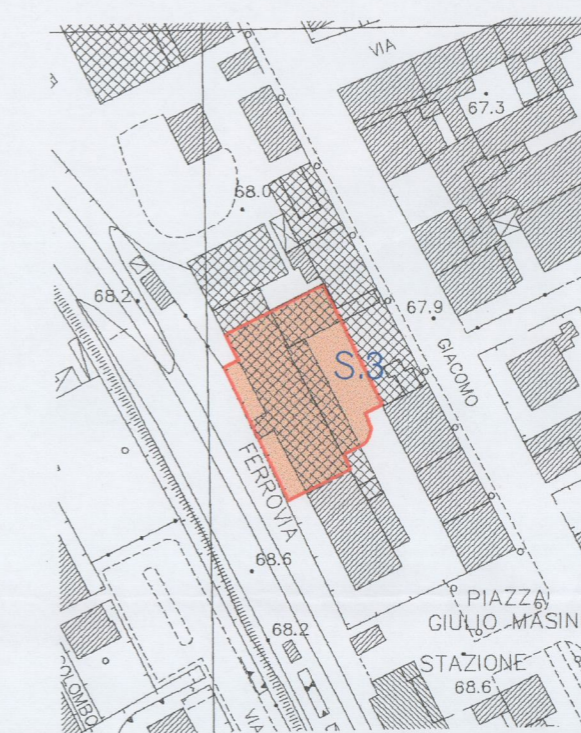 VIA
67.3
68.0
68.2
67.9
GIACOMO
S.3
FERROVIA
68.6
68.2
PIAZZA
GIULIO MASIN
STAZIONE
68.6
COLOMBO
VIA